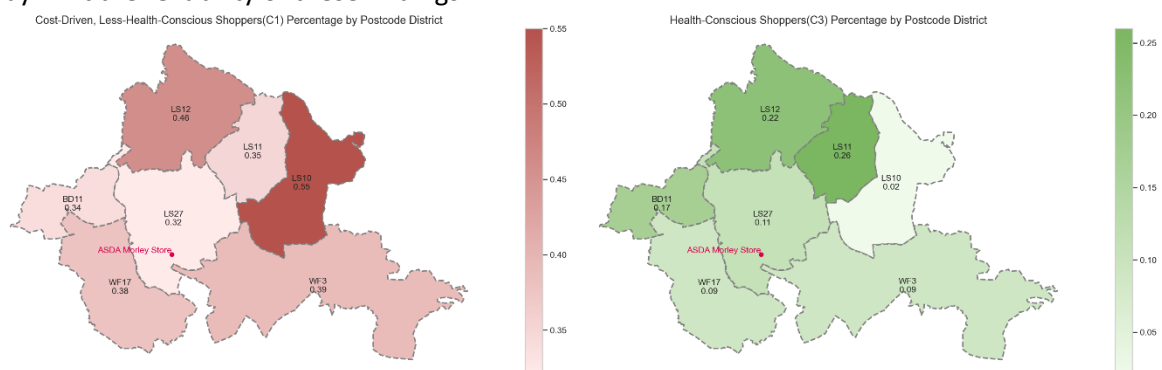 Cost-Driven, Less-Health-Conscious Shoppers(C1) Percentage by Postcode District
LS12
0.46
LS11
0.35
LS10
0.55
BD11
0.34
LS27
0.32
ASDA Morley Store
WF17
0.38
WF3
0.39
0.55
0.50
0.45
0.40
0.35
Health-Conscious Shoppers(C3) Percentage by Postcode District
LS12
0.22
LS11
0.26
LS10
0.02
BD11
0.17
LS27
0.11
ASDA Morley Store
WF17
0.09
WF3
0.09
0.25
0.20
0.15
0.10
0.05